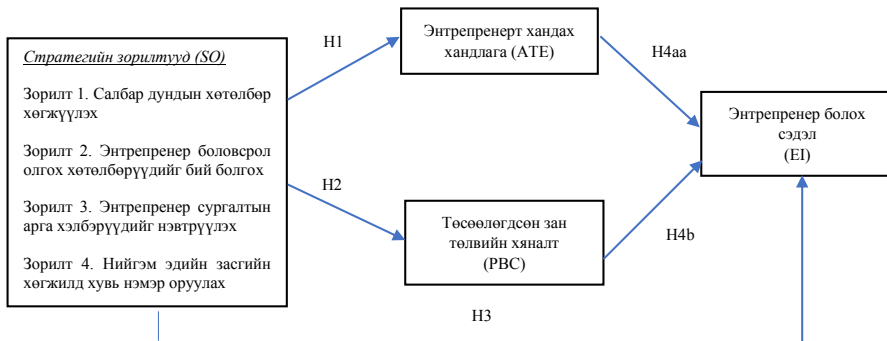 Стратегийн зорилтууд (SO)
Зорилт 1. Салбар дундын хөтөлбөр
хөгжүүлэх
Зорилт 2. Энтрепренер боловсрол
олгох хөтөлбөрүүдийг бий болгох
Зорилт 3. Энтрепренер сургалтын
арга хэлбэрүүдийг нэвтрүүлэх
Зорилт 4. Нийгэм эдийн засгийн
хөгжилд хувь нэмэр оруулах
H1
H2
Энтрепренерт хандах
хандлага (ATE)
Төсөөлөгдсөн зан
төлвийн хяналт
(PBC)
H3
H4aa
H4b
Энтрепренер болох
сэдэл
(EI)